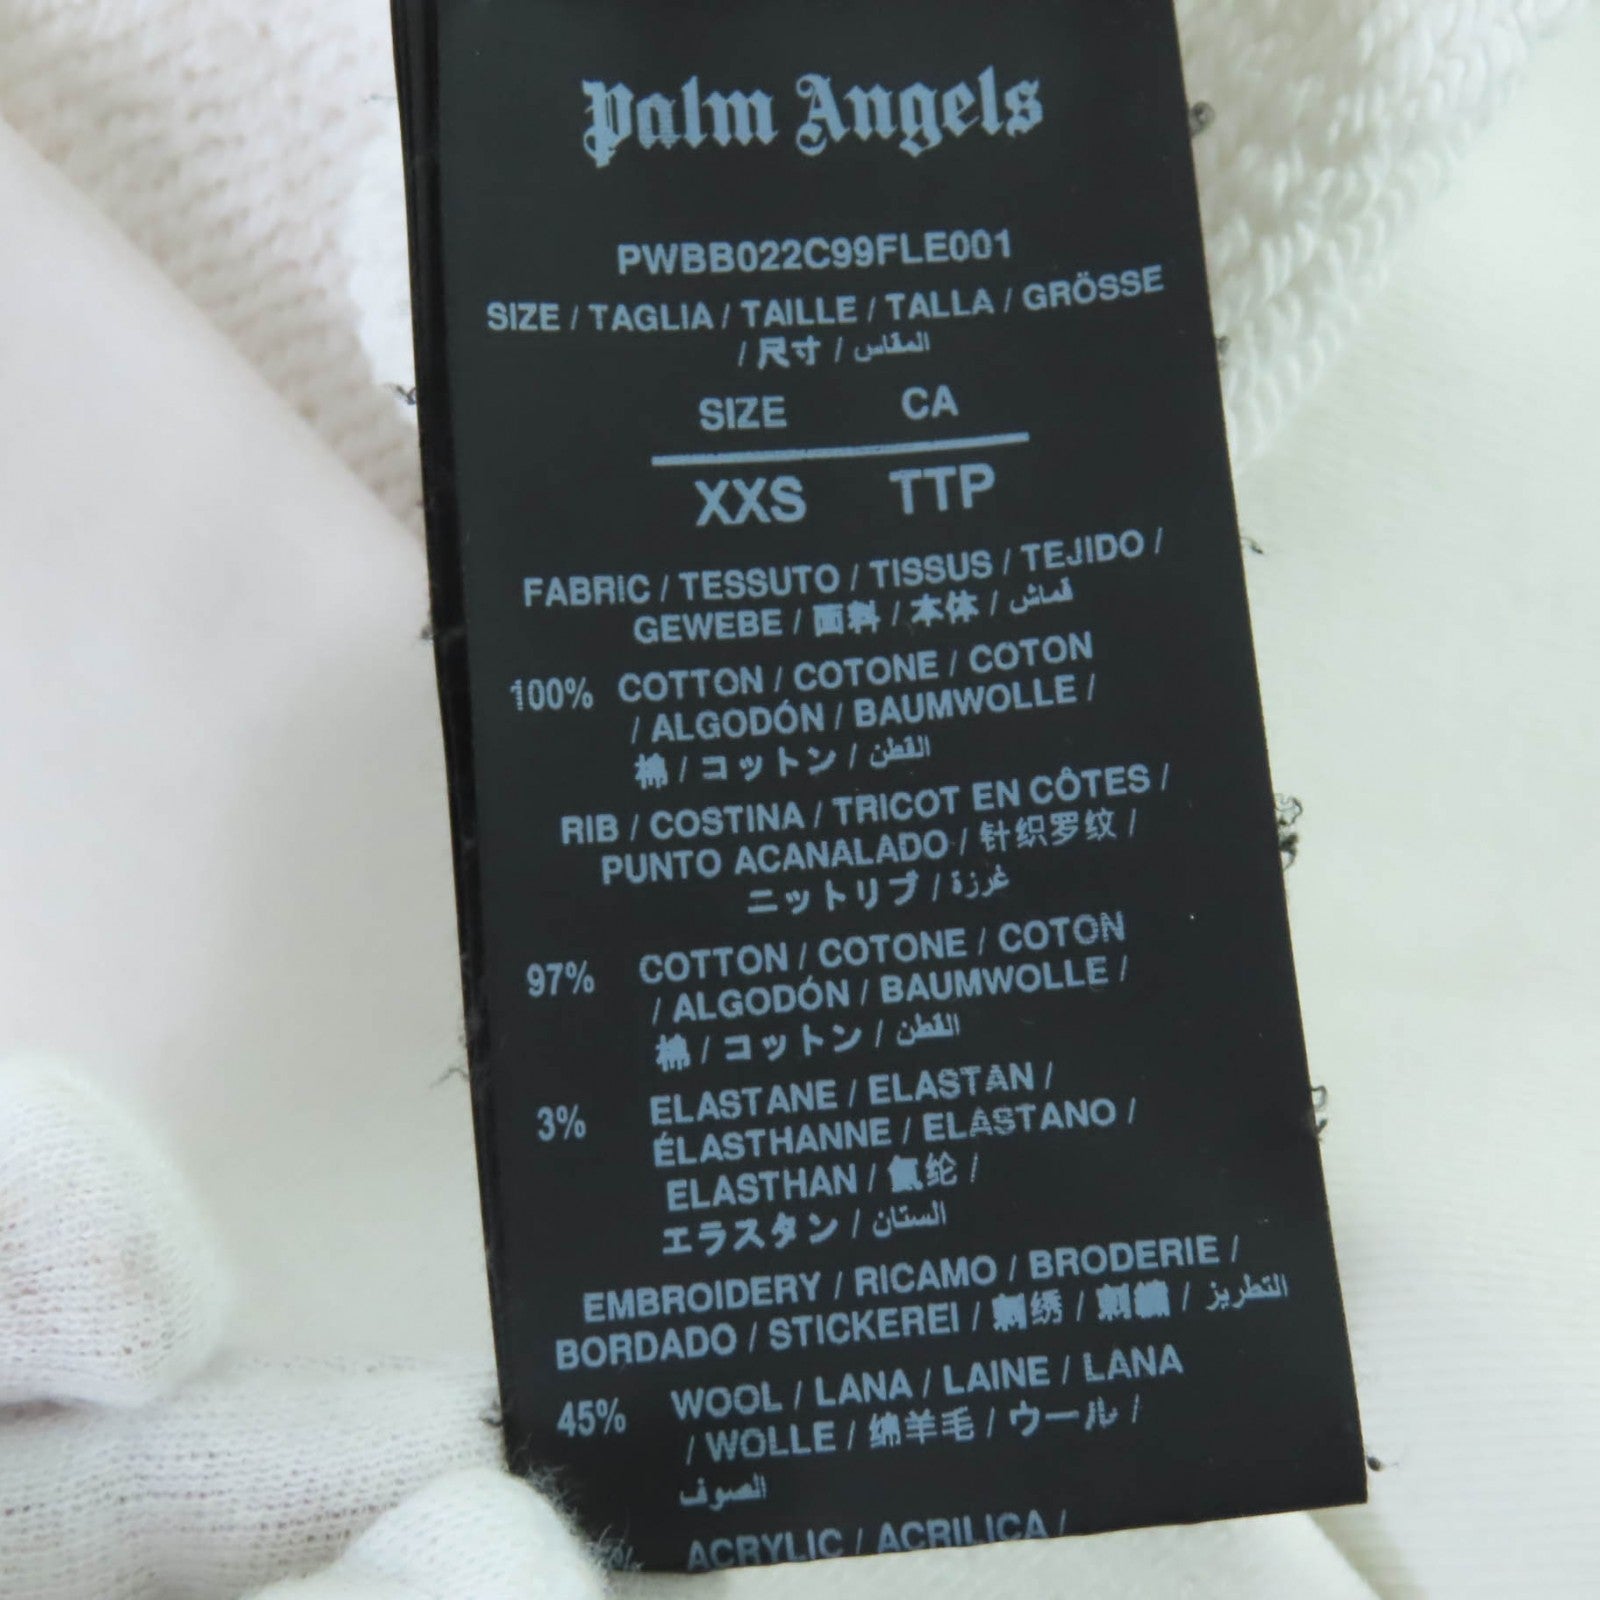 Palm Angels
PWBB022C99FLE001
SIZE / TAGLIA / TAILLE / TALLA / GRÖSSE
/ 尺寸 / المقاس
SIZE CA
XXS TTP
FABRIC / TESSUTO / TISSUS / TEJIDO /
GEWEBE / 面料 / 本体 / قماش
100% COTTON / COTONE / COTON
/ ALGODÓN / BAUMWOLLE /
棉 / コットン / القطن
RIB / COSTINA / TRICOT EN CÔTES /
PUNTO ACANALADO / 针织罗纹 /
ニットリブ / غرزة
97% COTTON / COTONE / COTON
/ ALGODÓN / BAUMWOLLE /
棉 / コットン / القطن
3% ELASTANE / ELASTAN /
ÉLASTHANNE / ELASTANO /
ELASTHAN / 氨纶 /
エラスタン / الستان
EMBROIDERY / RICAMO / BRODERIE /
BORDADO / STICKEREI / 刺绣 / 刺繍 / التطريز
45% WOOL / LANA / LAINE / LANA
/ WOLLE / 绵羊毛 / ウール /
الصوف
% ACRYLIC / ACRILICA /